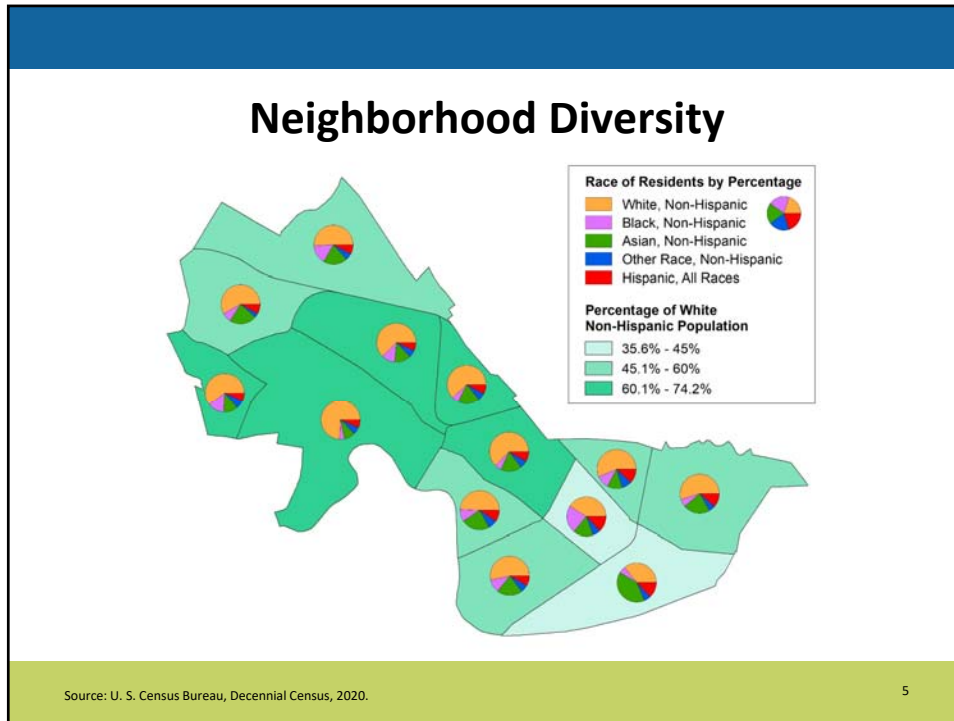 Neighborhood Diversity
Race of Residents by Percentage
White, Non-Hispanic
Black, Non-Hispanic
Asian, Non-Hispanic
Other Race, Non-Hispanic
Hispanic, All Races
Percentage of White
Non-Hispanic Population
35.6% - 45%
45.1% - 60%
60.1% - 74.2%
Source: U. S. Census Bureau, Decennial Census, 2020.
5